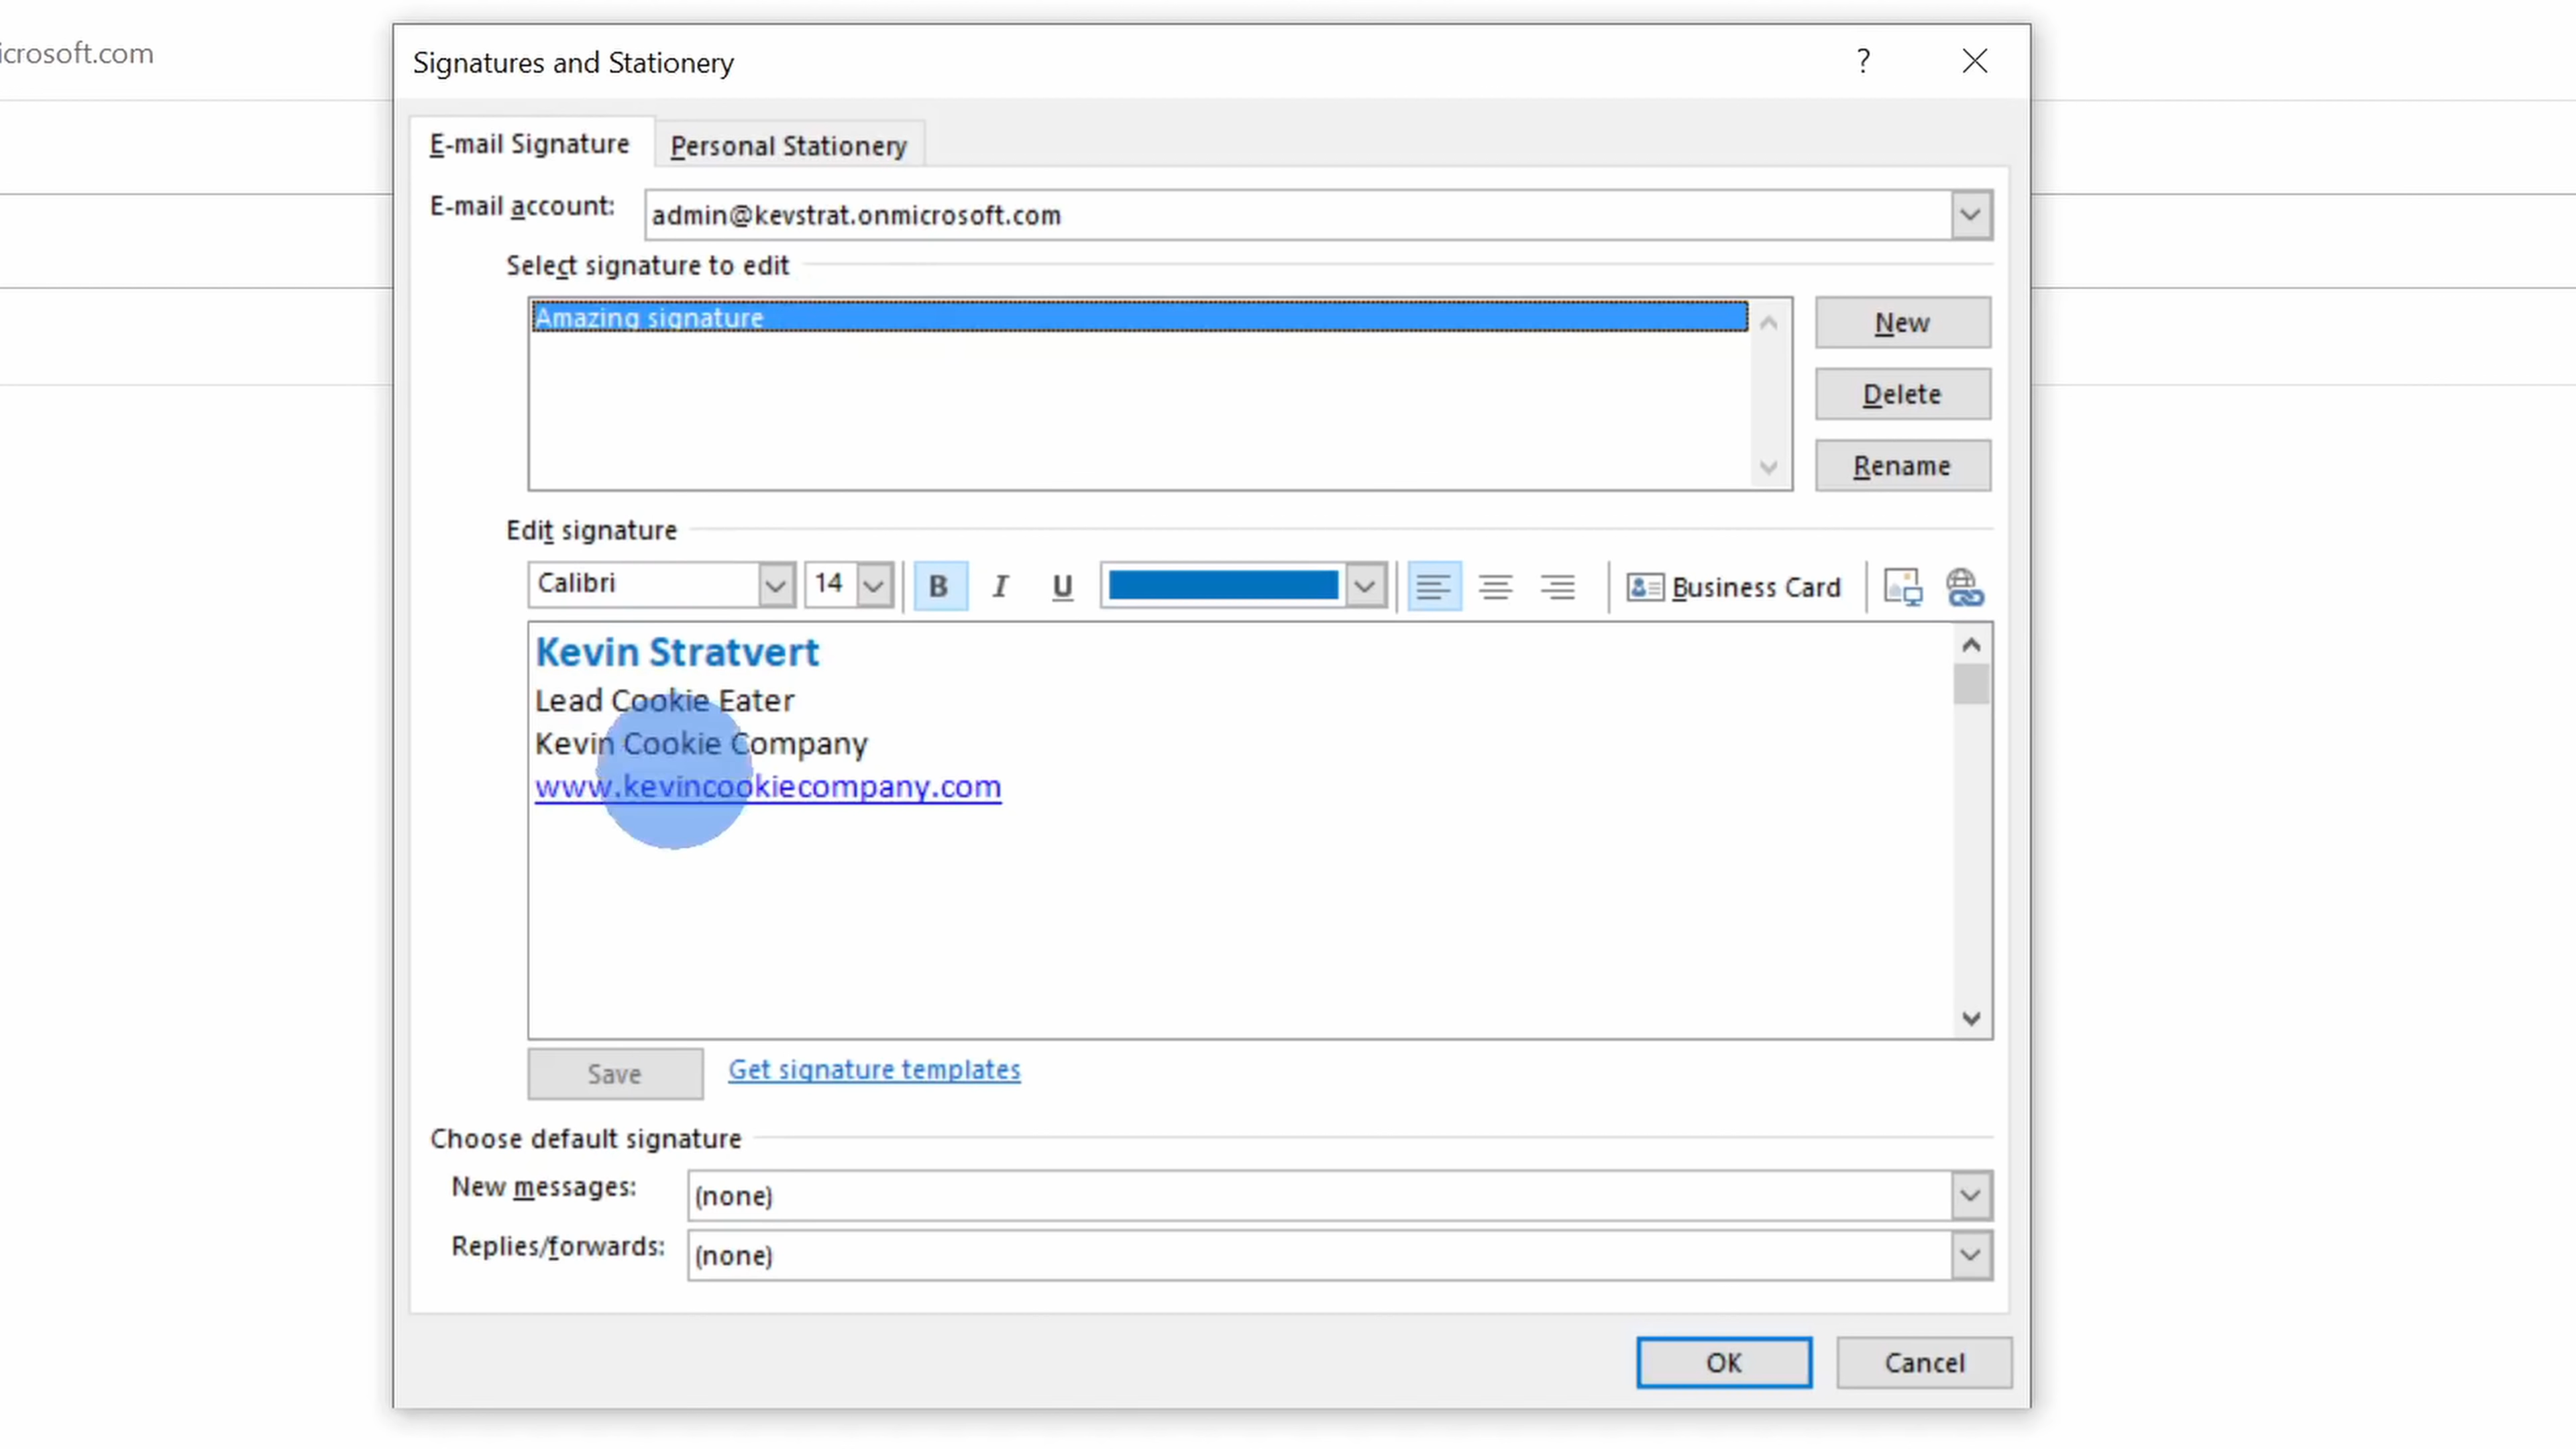 icrosoft.com
Signatures and Stationery
?
E-mail Signature
Personal Stationery
E-mail account:
admin@kevstrat.onmicrosoft.com
Select signature to edit
Amazing signature
New
Delete
Rename
Edit signature
Calibri
14
B
I
U
Business Card
Kevin Stratvert
Lead Cookie Eater
Kevin Cookie Company
www.kevincookiecompany.com
Save
Get signature templates
Choose default signature
New messages:
(none)
Replies/forwards:
(none)
OK
Cancel